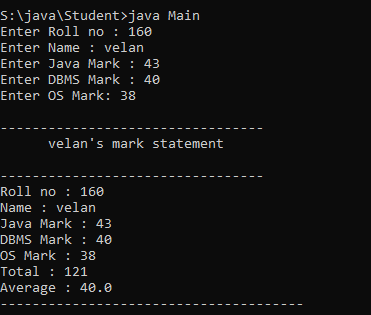 S:\java\Student>java Main
Enter Roll no : 160
Enter Name : velan
Enter Java Mark : 43
Enter DBMS Mark : 40
Enter OS Mark: 38
---------------------------------
velan's mark statement
---------------------------------
Roll no : 160
Name : velan
Java Mark : 43
DBMS Mark : 40
OS Mark : 38
Total : 121
Average : 40.0
--------------------------------------